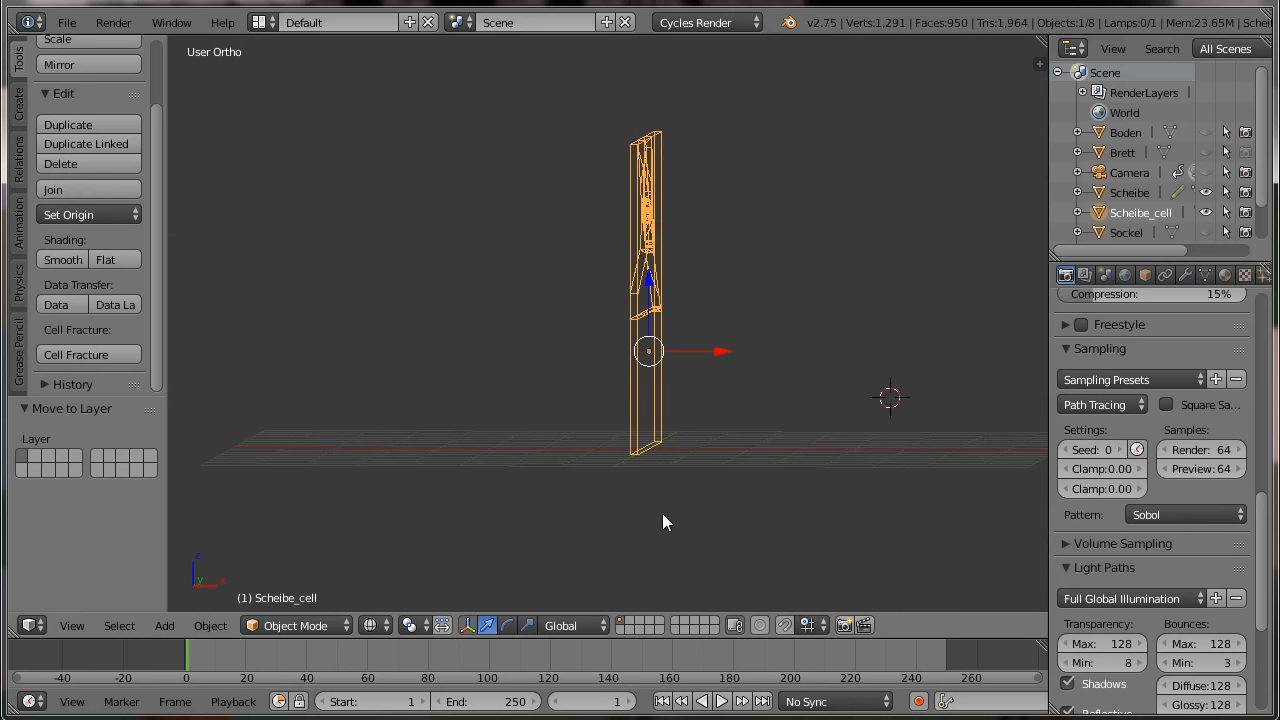 File Render Window Help Default Scene Cycles Render v2.75 | Verts:1,291 | Faces:950 | Tris:1,964 | Objects:1/8 | Lamps:0/1 | Mem:23.65M | Scei
Tools
Create
Relations
Animation
Physics
Grease Pencil
Scale
Mirror
Edit
Duplicate
Duplicate Linked
Delete
Join
Set Origin
Shading:
Smooth Flat
Data Transfer:
Data Data La
Cell Fracture:
Cell Fracture
History
Move to Layer
Layer
User Ortho
z
y x
(1) Scheibe_cell
View Search All Scenes
Scene
RenderLayers
World
Boden
Brett
Camera
Scheibe
Scheibe_cell
Sockel
Compression: 15%
Freestyle
Sampling
Sampling Presets
Path Tracing Square Sa...
Settings: Samples:
Seed: 0 Render: 64
Clamp:0.00 Preview:64
Clamp:0.00
Pattern: Sobol
Volume Sampling
Light Paths
Full Global Illumination
Transparency: Bounces:
Max: 128 Max: 128
Min: 8 Min: 3
Shadows Diffuse:128
Reflective Glossy:128
View Select Add Object Object Mode Global
-40 -20 0 20 40 60 80 100 120 140 160 180 200 220 240 260
View Marker Frame Playback Start: 1 End: 250 1 No Sync